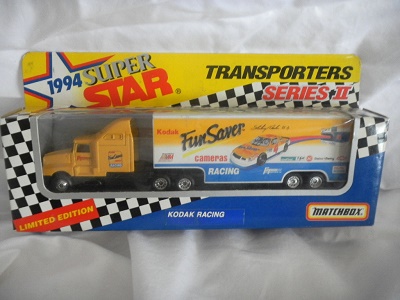 1994 SUPER STAR
TRANSPORTERS
SERIES II
Kodak
FunSaver
cameras
RACING
LIMITED EDITION
KODAK RACING
MATCHBOX